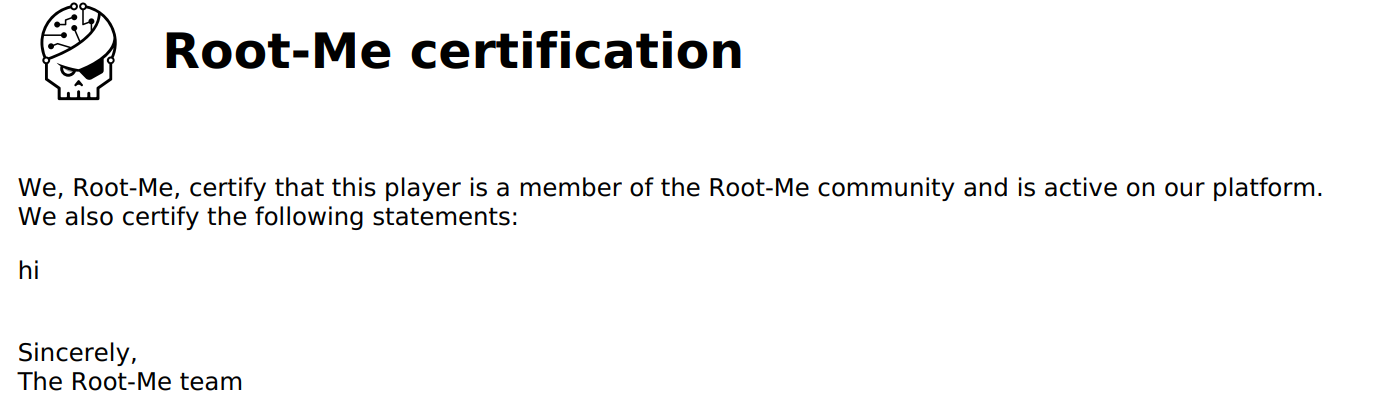 Root-Me certification
We, Root-Me, certify that this player is a member of the Root-Me community and is active on our platform.
We also certify the following statements:
hi
Sincerely,
The Root-Me team